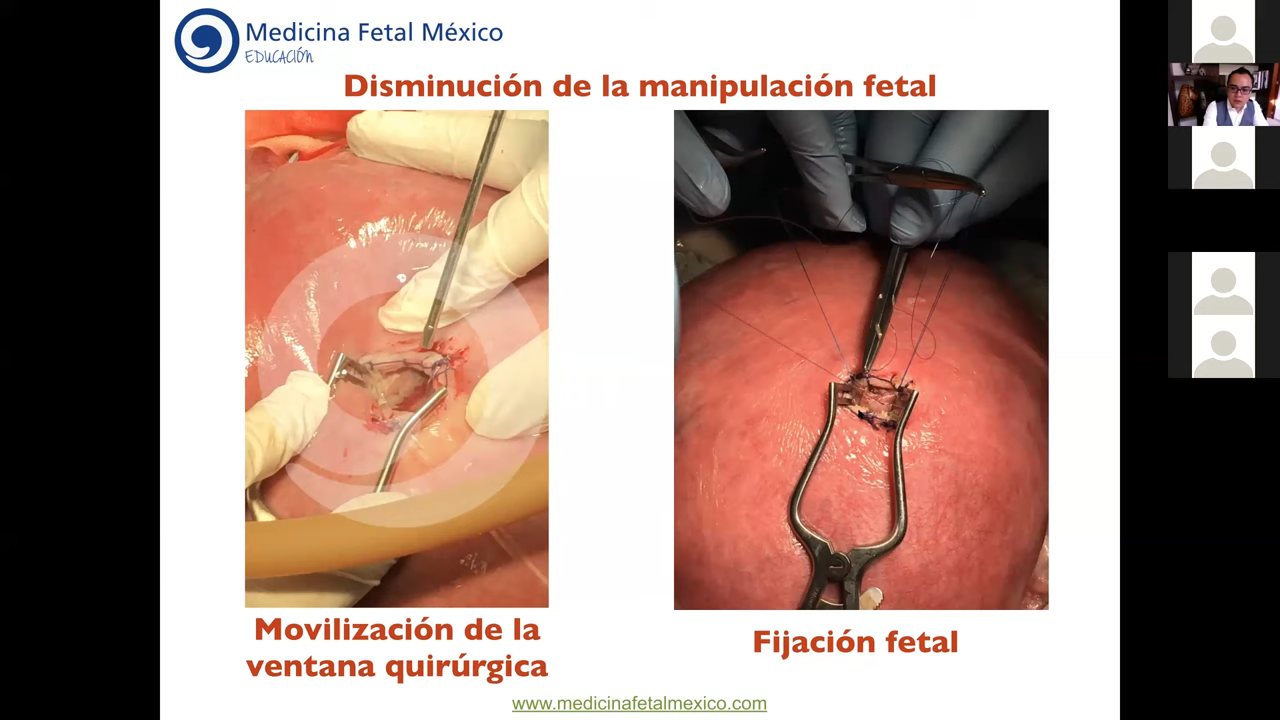 Medicina Fetal México
EDUCACIÓN
Disminución de la manipulación fetal
Movilización de la
ventana quirúrgica
Fijación fetal
www.medicinafetalmexico.com